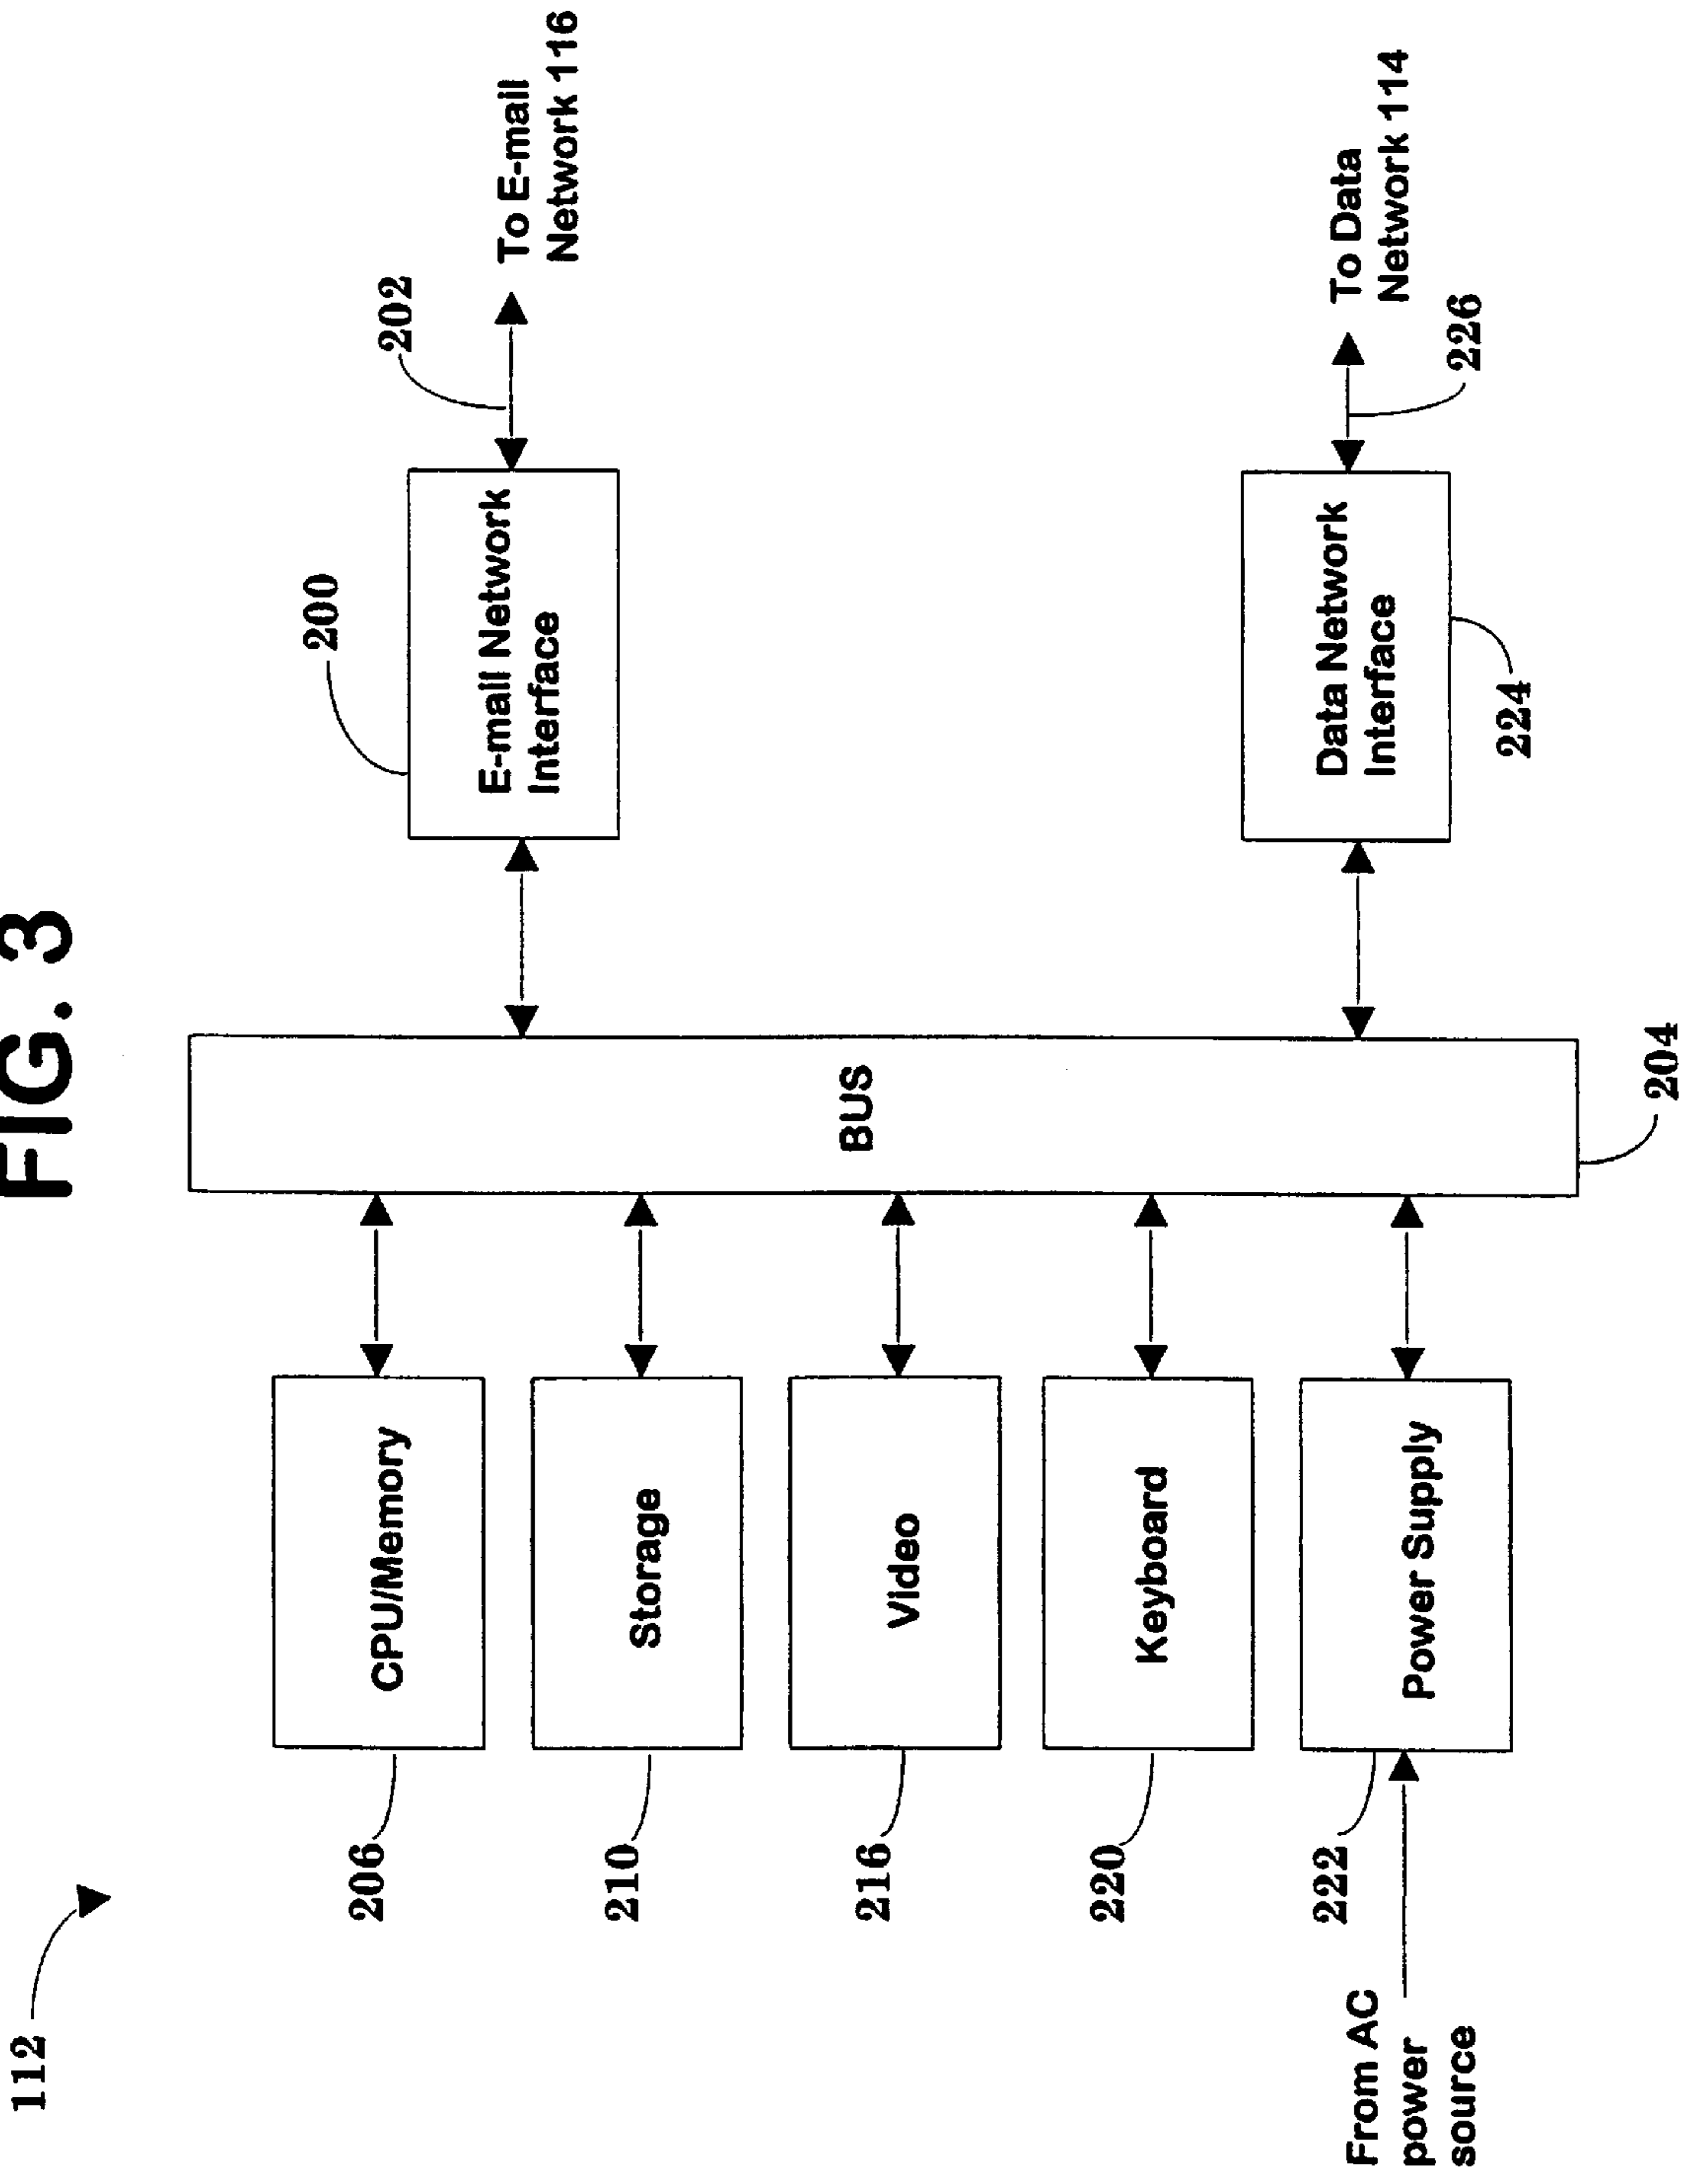 FIG. 3
112
206
CPU/Memory
210
Storage
216
Video
220
Keyboard
222
Power Supply
From AC
power
source
BUS
204
200
E-mail Network
Interface
202
To E-mail
Network 116
Data Network
Interface
224
226
To Data
Network 114